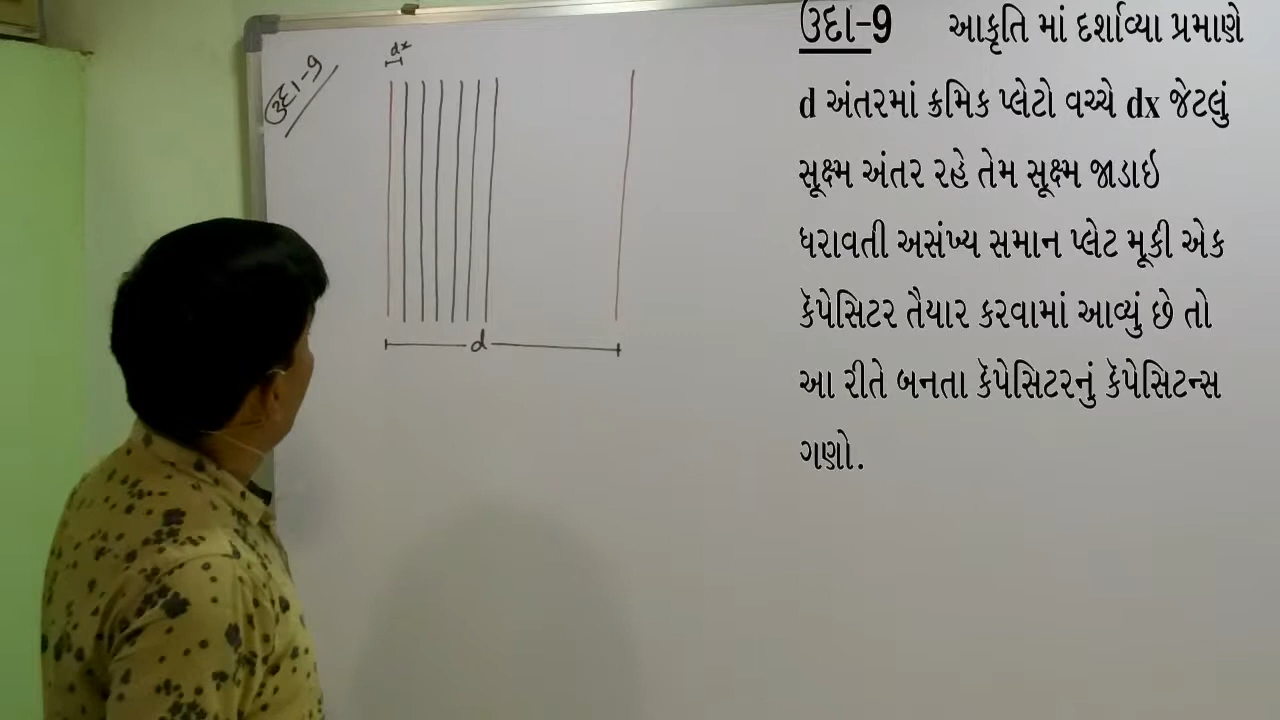 ઉદા-9 આકૃતિ માં દર્શાવ્યા પ્રમાણે
d અંતરમાં ક્રમિક પ્લેટો વચ્ચે dx જેટલું
સૂક્ષ્મ અંતર રહે તેમ સૂક્ષ્મ જાડાઇ
ધરાવતી અસંખ્ય સમાન પ્લેટ મૂકી એક
કૅપેસિટર તૈયાર કરવામાં આવ્યું છે તો
આ રીતે બનતા કૅપેસિટરનું કૅપેસિટન્સ
ગણો.
ઉદા-9
dx
d